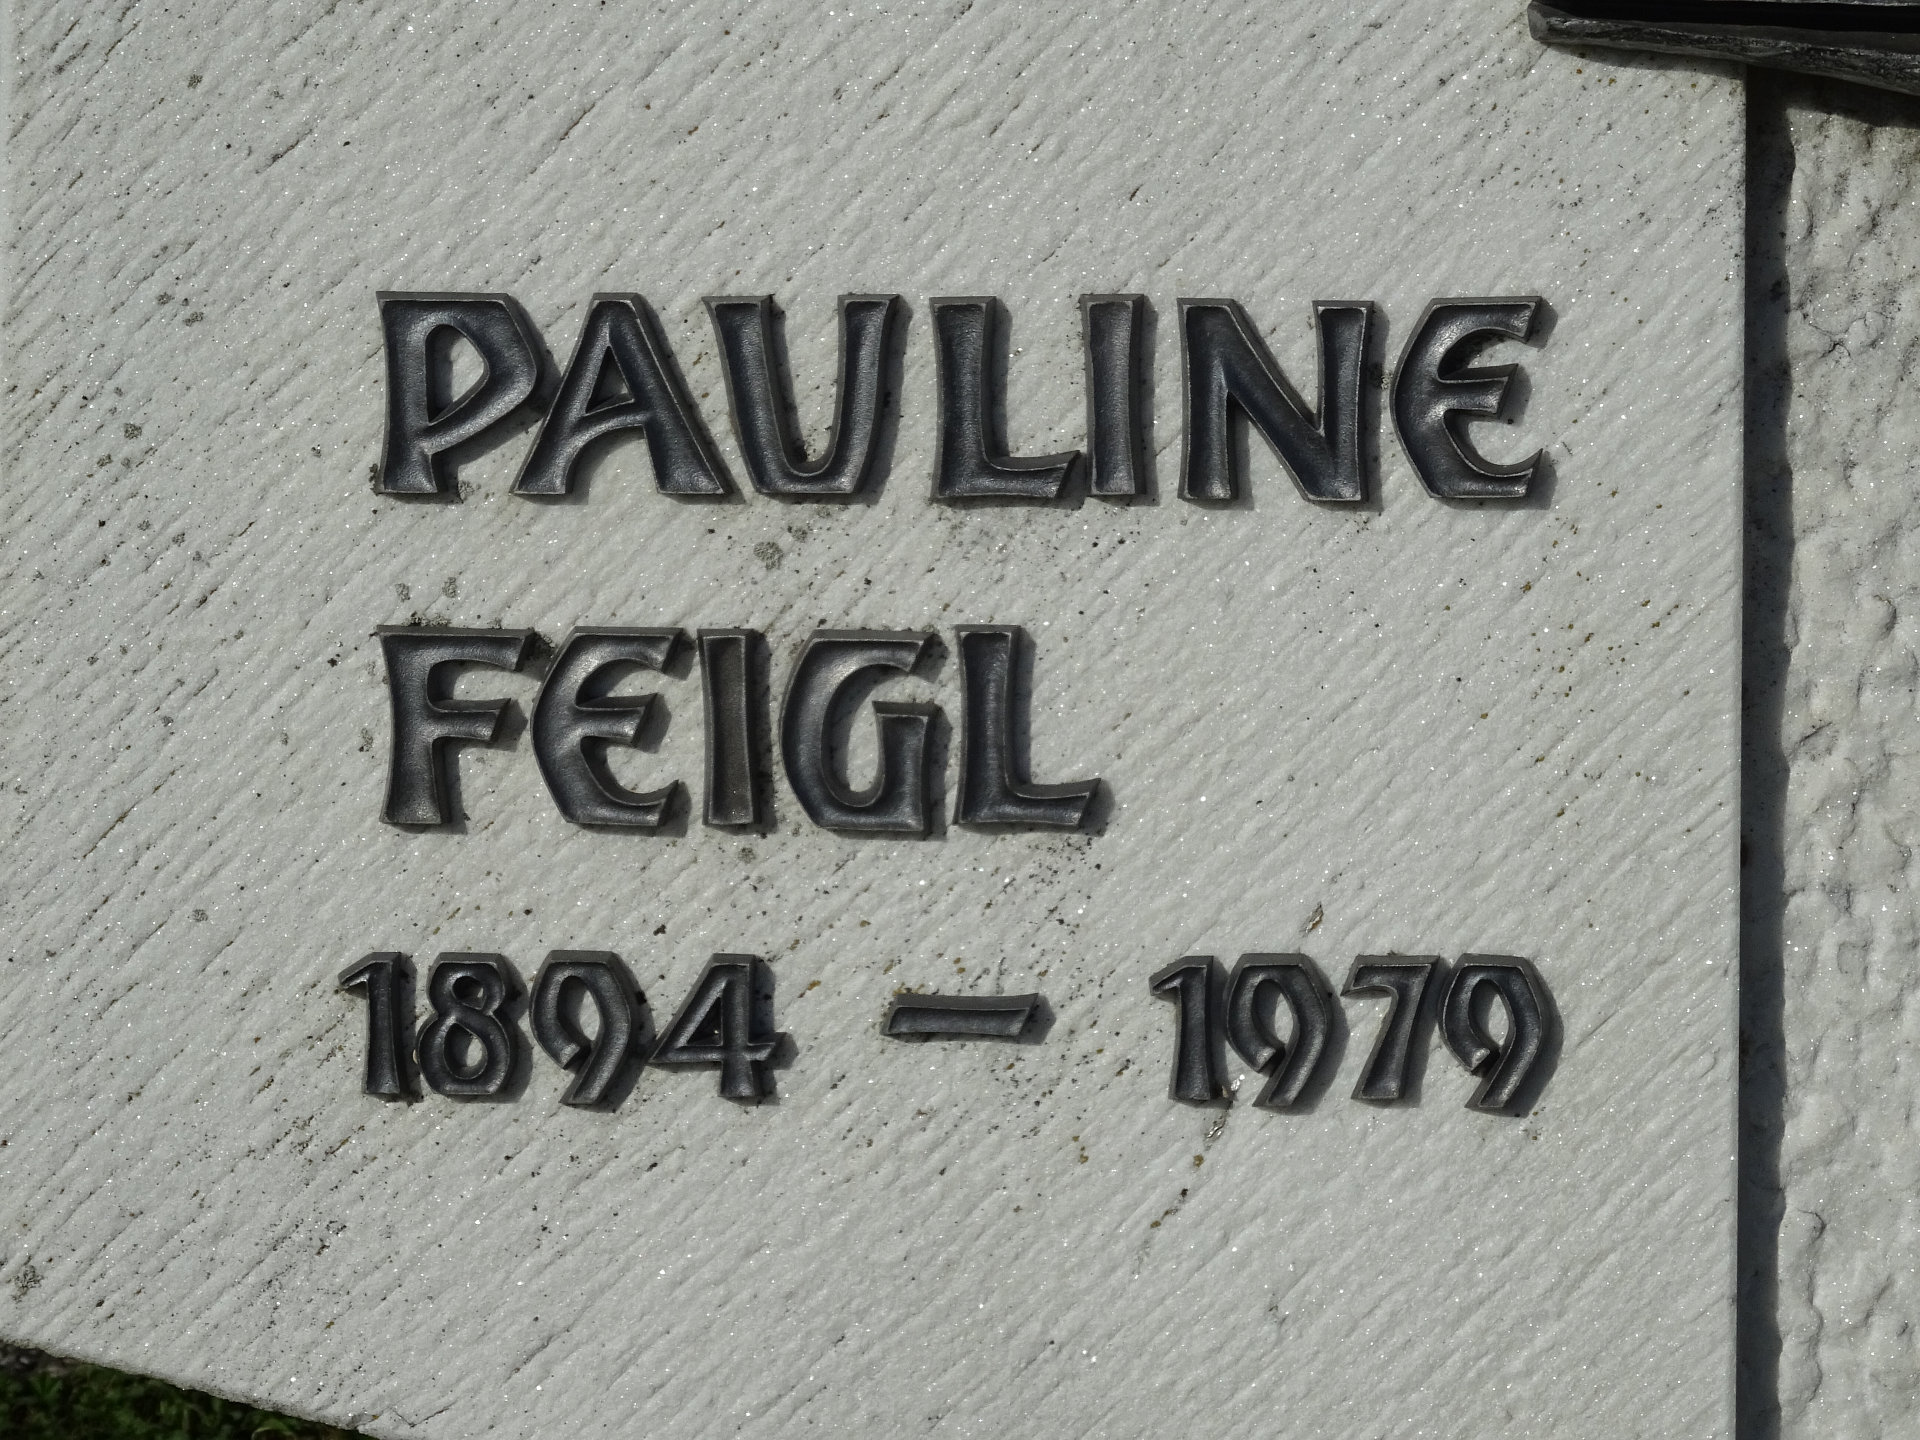 PAULINE
FEIGL
1894 — 1979